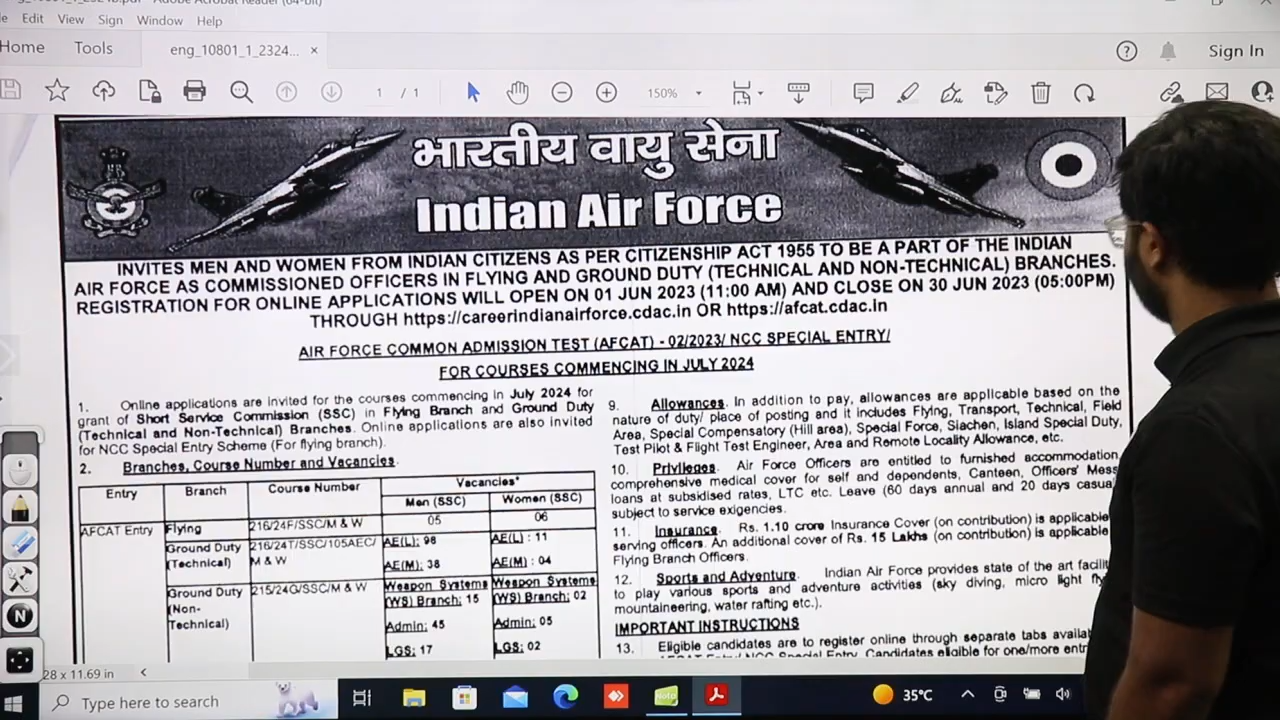 Edit View Sign Window Help
Home Tools eng_10801_1_2324... × Sign In
1 / 1 150%
भारतीय वायु सेना
Indian Air Force
INVITES MEN AND WOMEN FROM INDIAN CITIZENS AS PER CITIZENSHIP ACT 1955 TO BE A PART OF THE INDIAN
AIR FORCE AS COMMISSIONED OFFICERS IN FLYING AND GROUND DUTY (TECHNICAL AND NON-TECHNICAL) BRANCHES.
REGISTRATION FOR ONLINE APPLICATIONS WILL OPEN ON 01 JUN 2023 (11:00 AM) AND CLOSE ON 30 JUN 2023 (05:00PM)
THROUGH https://careerindianairforce.cdac.in OR https://afcat.cdac.in
AIR FORCE COMMON ADMISSION TEST (AFCAT) - 02/2023/ NCC SPECIAL ENTRY/
FOR COURSES COMMENCING IN JULY 2024
1. Online applications are invited for the courses commencing in July 2024 for
grant of Short Service Commission (SSC) in Flying Branch and Ground Duty
(Technical and Non-Technical) Branches. Online applications are also invited
for NCC Special Entry Scheme (For flying branch).
2. Branches, Course Number and Vacancies.
Entry Branch Course Number Vacancies*
Men (SSC) Women (SSC)
AFCAT Entry Flying 216/24F/SSC/M & W 05 06
Ground Duty 216/24T/SSC/105AEC/ AE(L): 98 AE(L) : 11
(Technical) M & W AE(M): 38 AE(M) : 04
Ground Duty 215/24G/SSC/M & W Weapon Systems Weapon Systems
(Non- (WS) Branch: 15 (WS) Branch: 02
Technical) Admin: 45 Admin: 05
LGS: 17 LGS: 02
9. Allowances. In addition to pay, allowances are applicable based on the
nature of duty/ place of posting and it includes Flying, Transport, Technical, Field
Area, Special Compensatory (Hill area), Special Force, Siachen, Island Special Duty,
Test Pilot & Flight Test Engineer, Area and Remote Locality Allowance, etc.
10. Privileges. Air Force Officers are entitled to furnished accommodation,
comprehensive medical cover for self and dependents, Canteen, Officers' Mess
loans at subsidised rates, LTC etc. Leave (60 days annual and 20 days casual
subject to service exigencies.
11. Insurance. Rs. 1.10 crore Insurance Cover (on contribution) is applicable
serving officers. An additional cover of Rs. 15 Lakhs (on contribution) is applicable
Flying Branch Officers.
12. Sports and Adventure. Indian Air Force provides state of the art facilit
to play various sports and adventure activities (sky diving, micro light fly
mountaineering, water rafting etc.).
IMPORTANT INSTRUCTIONS
13. Eligible candidates are to register online through separate tabs availab
28 x 11.69 in
Type here to search 35°C